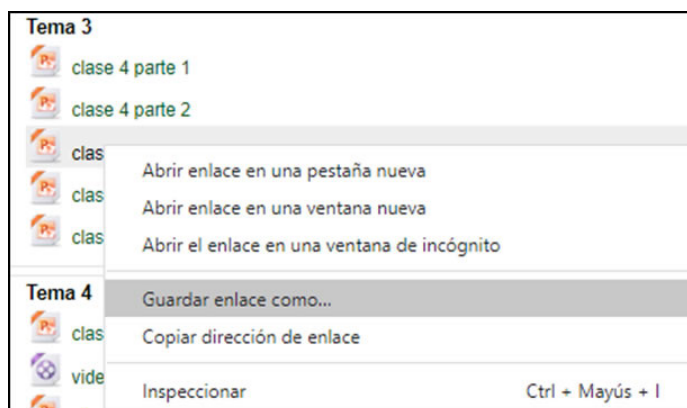 Tema 3
clase 4 parte 1
clase 4 parte 2
clas
Abrir enlace en una pestaña nueva
clas
Abrir enlace en una ventana nueva
clas
Abrir el enlace en una ventana de incógnito
Tema 4
Guardar enlace como...
clas
Copiar dirección de enlace
vide
Inspeccionar Ctrl + Mayús + I